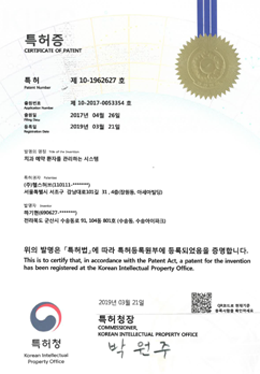 특허증
CERTIFICATE OF PATENT
특허 제 10-1962627 호
Patent Number
출원번호 제 10-2017-0053354 호
Application Number
출원일 2017년 04월 26일
Filing Date
등록일 2019년 03월 21일
Registration Date
발명의 명칭 Title of the Invention
치과 예약 환자를 관리하는 시스템
특허권자 Patentee
(주)헬스허브(110111-*******)
서울특별시 서초구 강남대로101길 31, 4층(잠원동, 아세아빌딩)
발명자 Inventor
하기현(690627-*******)
전라북도 군산시 수송동로 91, 104동 801호 (수송동, 수송아이파크)
위의 발명은 「특허법」에 따라 특허등록원부에 등록되었음을 증명합니다.
This is to certify that, in accordance with the Patent Act, a patent for the invention
has been registered at the Korean Intellectual Property Office.
2019년 03월 21일
특허청
Korean Intellectual
Property Office
특허청장
COMMISSIONER,
KOREAN INTELLECTUAL PROPERTY OFFICE
박원주